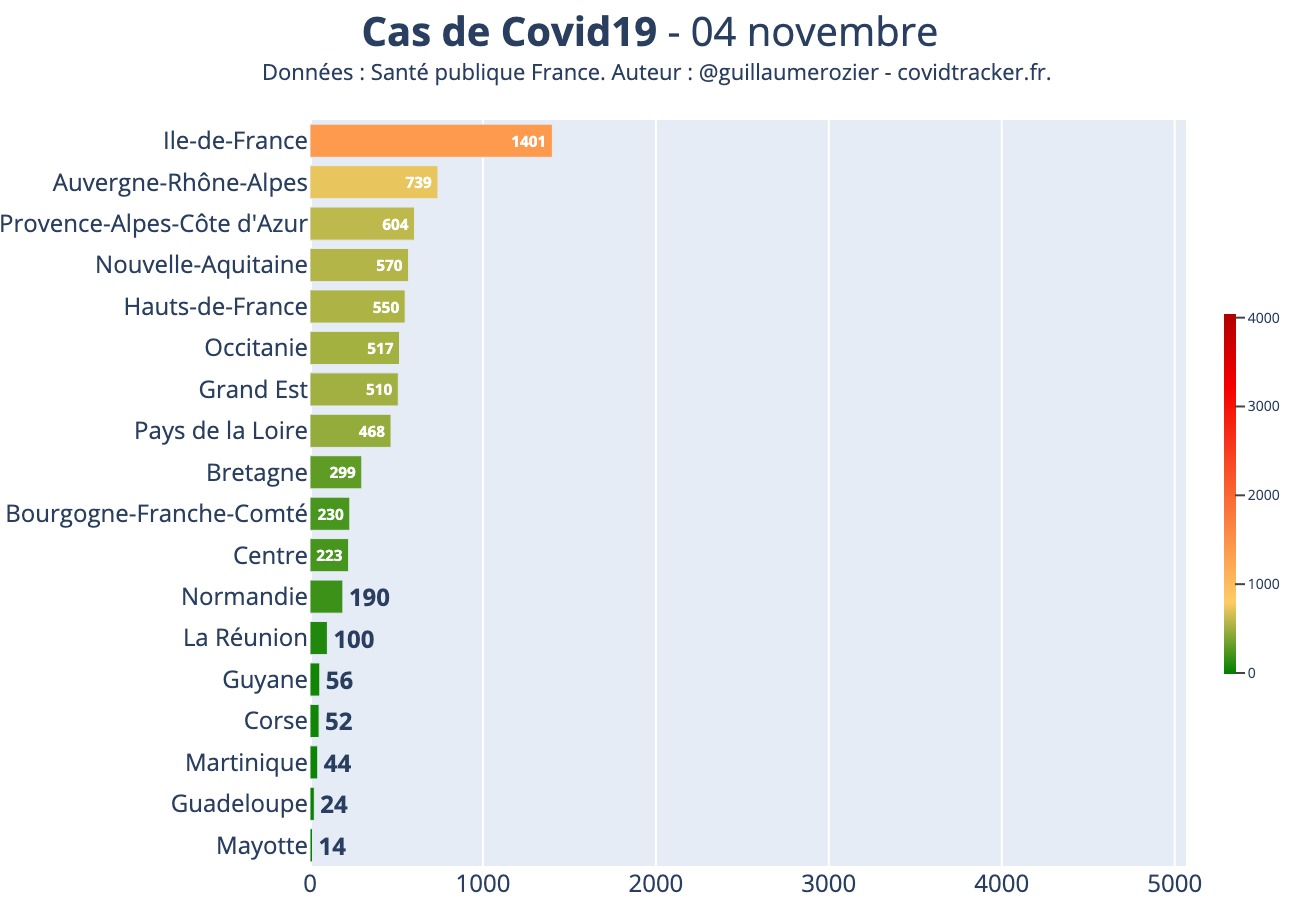 Cas de Covid19 - 04 novembre
Données : Santé publique France. Auteur : @guillaumerozier - covidtracker.fr.
Ile-de-France 1401
Auvergne-Rhône-Alpes 739
Provence-Alpes-Côte d'Azur 604
Nouvelle-Aquitaine 570
Hauts-de-France 550
Occitanie 517
Grand Est 510
Pays de la Loire 468
Bretagne 299
Bourgogne-Franche-Comté 230
Centre 223
Normandie 190
La Réunion 100
Guyane 56
Corse 52
Martinique 44
Guadeloupe 24
Mayotte 14
0 1000 2000 3000 4000 5000
4000
3000
2000
1000
0